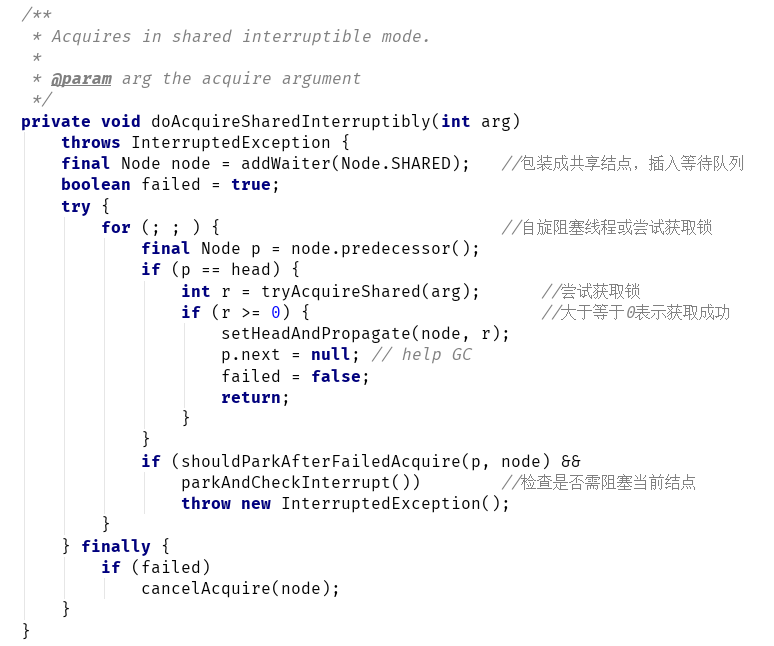 /**
 * Acquires in shared interruptible mode.
 *
 * @param arg the acquire argument
 */
private void doAcquireSharedInterruptibly(int arg)
    throws InterruptedException {
    final Node node = addWaiter(Node.SHARED);   //包装成共享结点，插入等待队列
    boolean failed = true;
    try {
        for (; ; ) {                            //自旋阻塞线程或尝试获取锁
            final Node p = node.predecessor();
            if (p == head) {
                int r = tryAcquireShared(arg);      //尝试获取锁
                if (r >= 0) {                       //大于等于0表示获取成功
                    setHeadAndPropagate(node, r);
                    p.next = null; // help GC
                    failed = false;
                    return;
                }
            }
            if (shouldParkAfterFailedAcquire(p, node) &&
                parkAndCheckInterrupt())        //检查是否需阻塞当前结点
                throw new InterruptedException();
        }
    } finally {
        if (failed)
            cancelAcquire(node);
    }
}